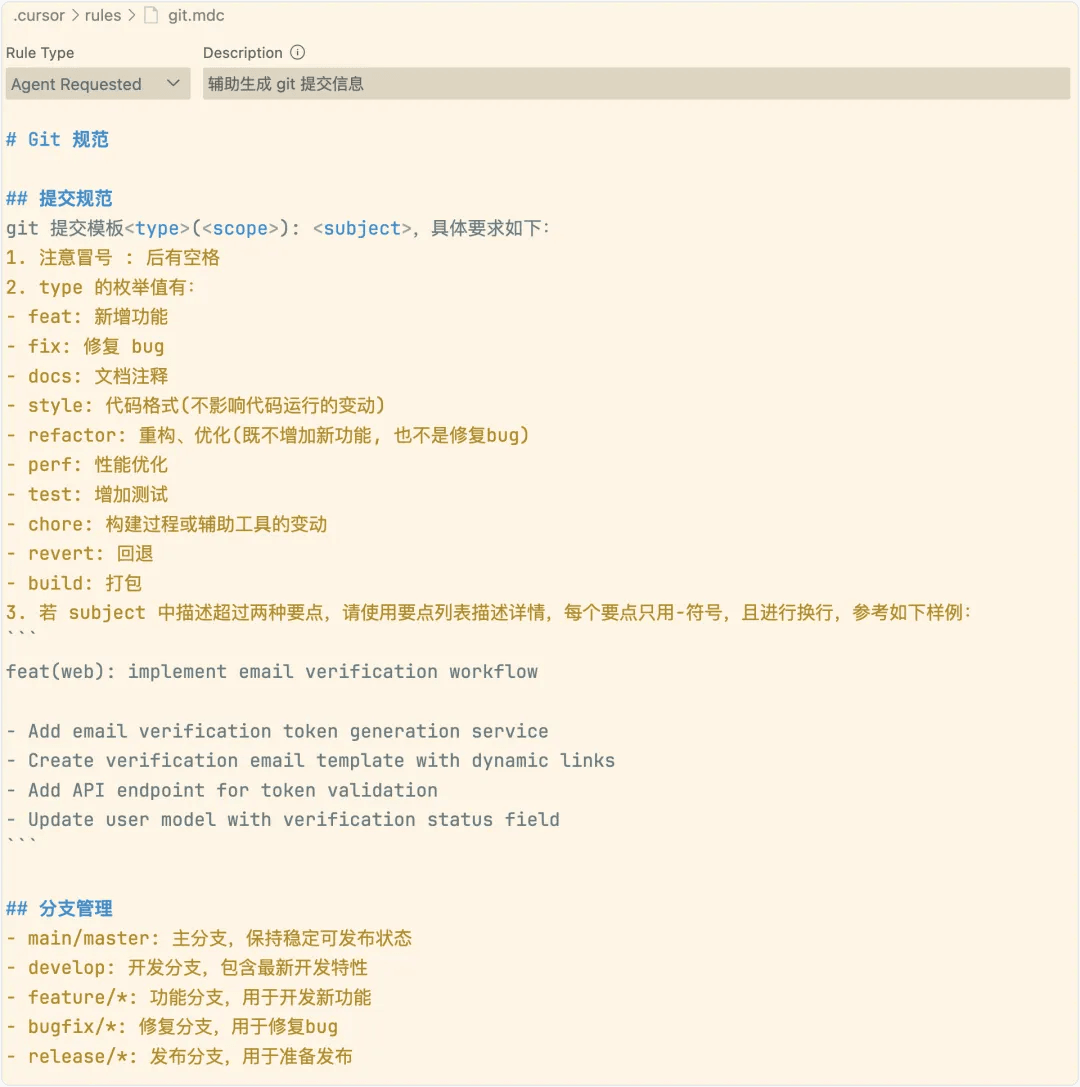 .cursor > rules > git.mdc
Rule Type
Description
Agent Requested
辅助生成 git 提交信息
# Git 规范
## 提交规范
git 提交模板<type>(<scope>): <subject>，具体要求如下：
1. 注意冒号 : 后有空格
2. type 的枚举值有：
- feat: 新增功能
- fix: 修复 bug
- docs: 文档注释
- style: 代码格式(不影响代码运行的变动)
- refactor: 重构、优化(既不增加新功能, 也不是修复bug)
- perf: 性能优化
- test: 增加测试
- chore: 构建过程或辅助工具的变动
- revert: 回退
- build: 打包
3. 若 subject 中描述超过两种要点，请使用要点列表描述详情，每个要点只用-符号，且进行换行，参考如下样例：
```
feat(web): implement email verification workflow
- Add email verification token generation service
- Create verification email template with dynamic links
- Add API endpoint for token validation
- Update user model with verification status field
```
## 分支管理
- main/master: 主分支，保持稳定可发布状态
- develop: 开发分支，包含最新开发特性
- feature/*: 功能分支，用于开发新功能
- bugfix/*: 修复分支，用于修复bug
- release/*: 发布分支，用于准备发布